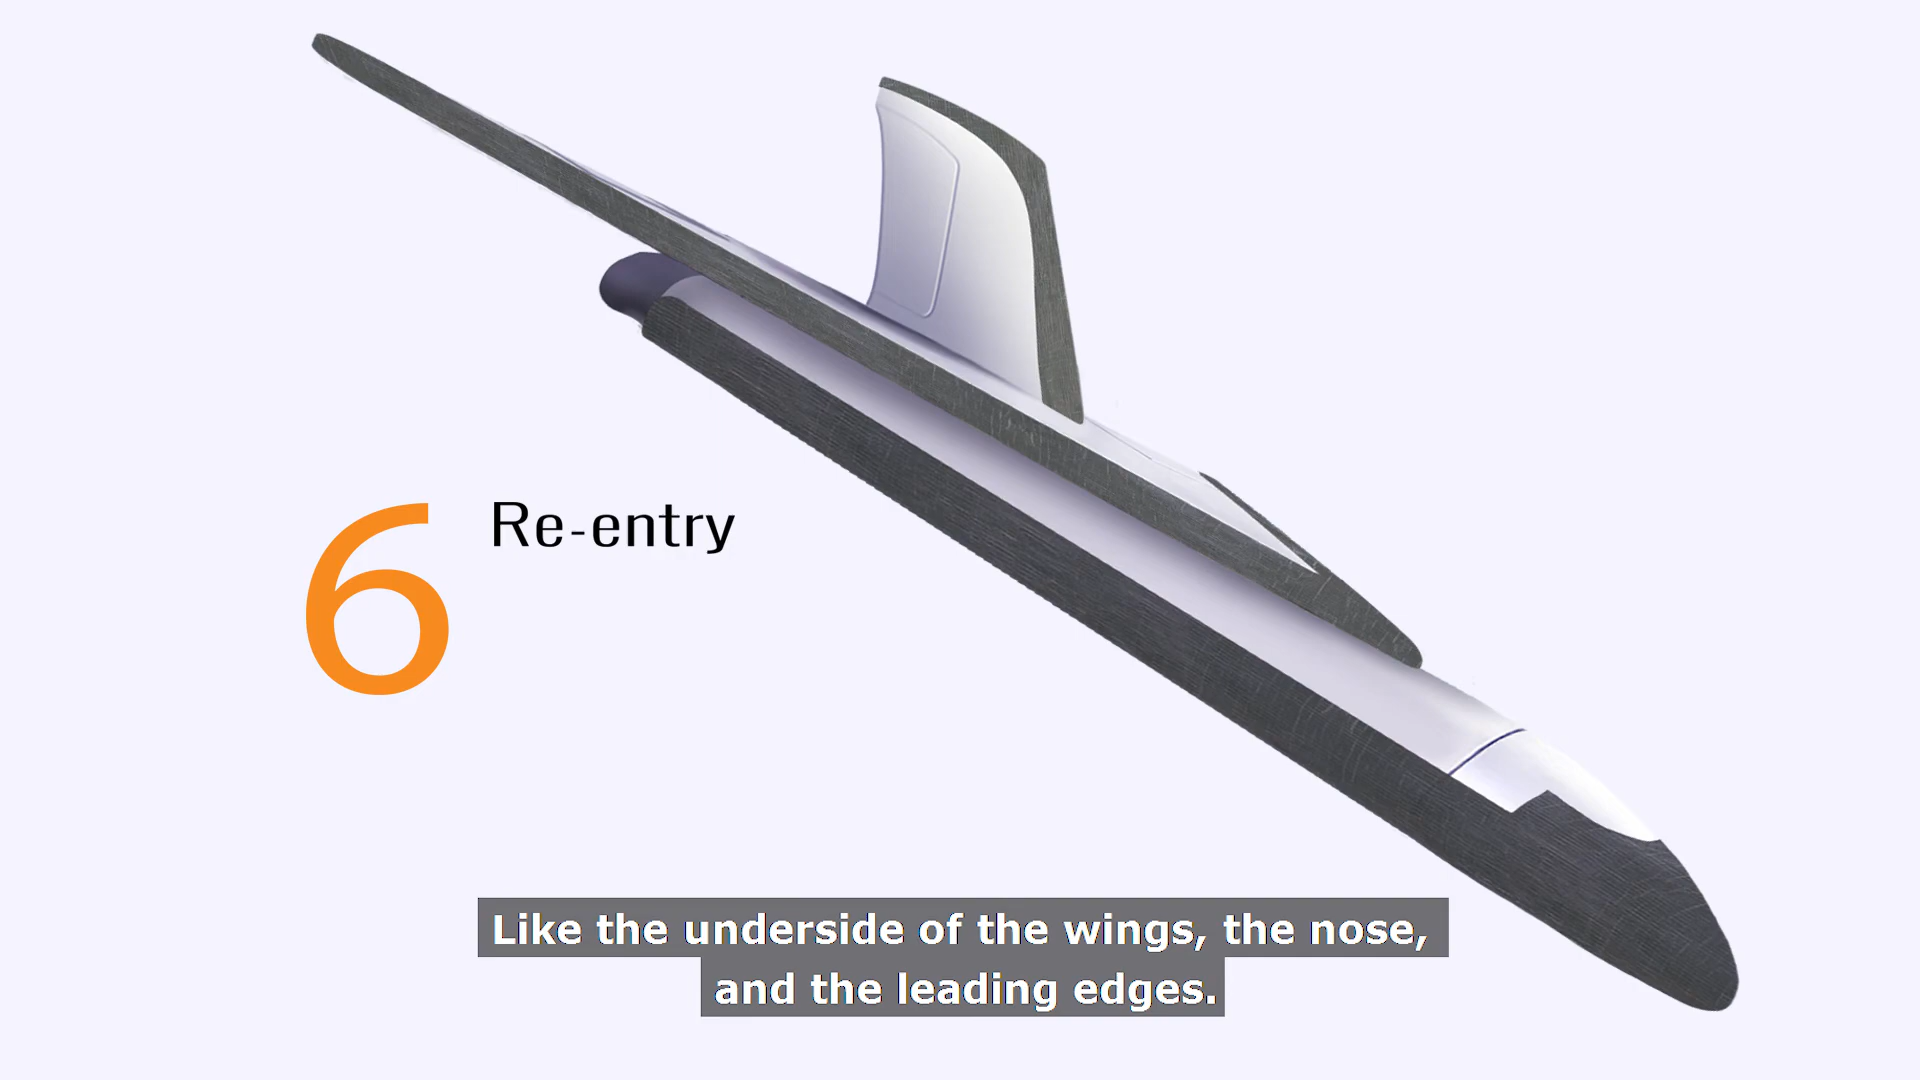 6
Re-entry
Like the underside of the wings, the nose,
and the leading edges.